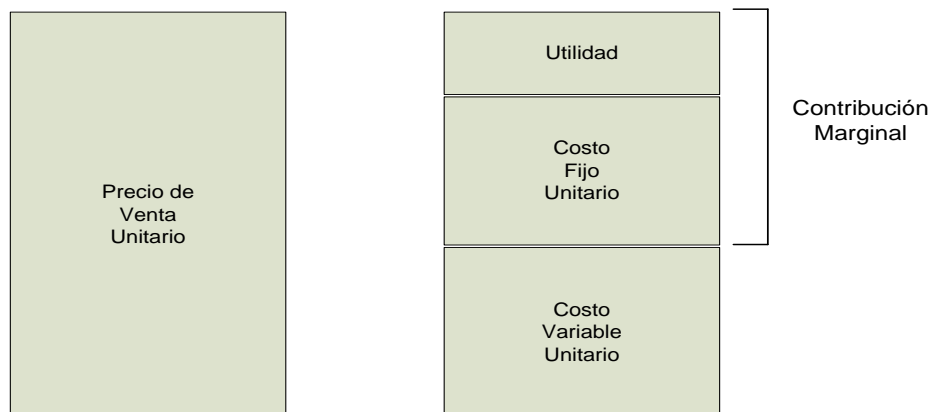 Precio de
Venta
Unitario
Utilidad
Costo
Fijo
Unitario
Costo
Variable
Unitario
Contribución
Marginal